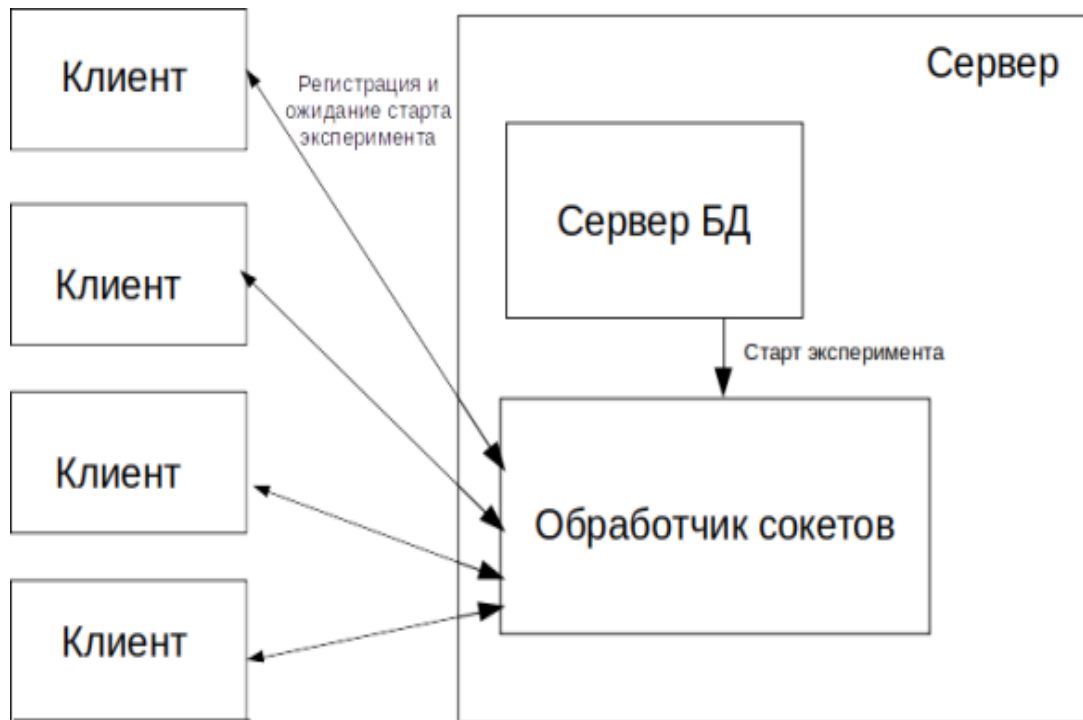 Клиент
Регистрация и
ожидание старта
эксперимента
Сервер
Сервер БД
Клиент
Старт эксперимента
Клиент
Обработчик сокетов
Клиент